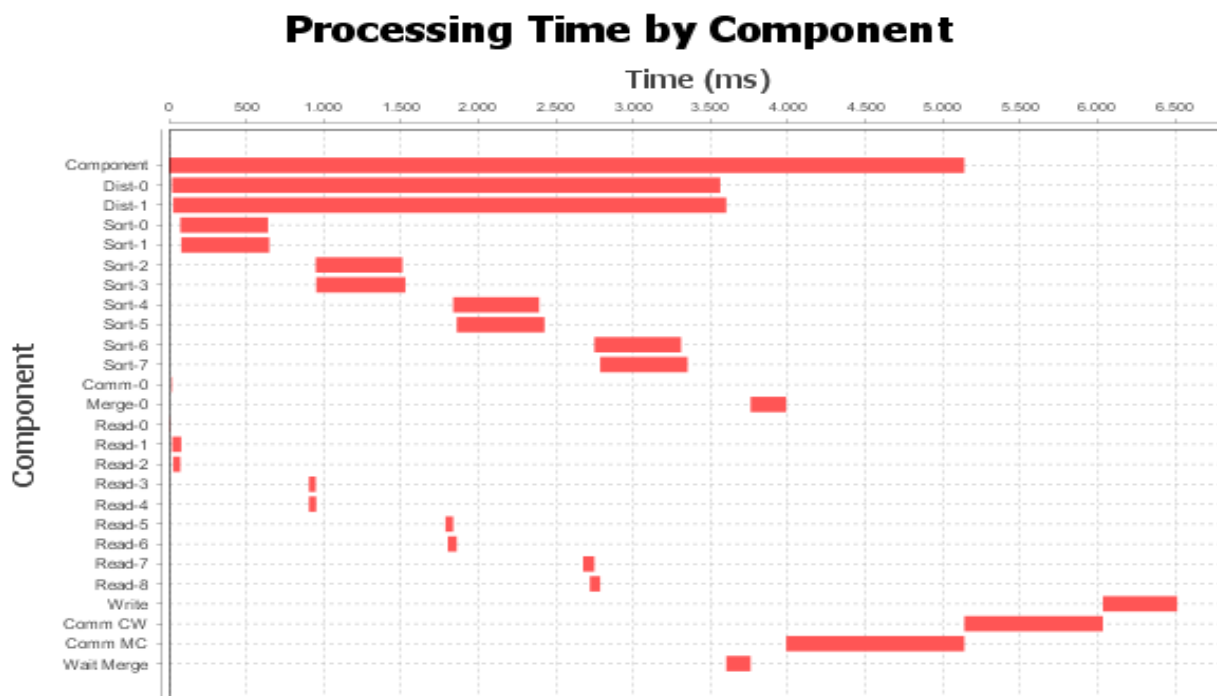 Processing Time by Component
Time (ms)
0 500 1.000 1.500 2.000 2.500 3.000 3.500 4.000 4.500 5.000 5.500 6.000 6.500
Component
Component
Dist-0
Dist-1
Sort-0
Sort-1
Sort-2
Sort-3
Sort-4
Sort-5
Sort-6
Sort-7
Comm-0
Merge-0
Read-0
Read-1
Read-2
Read-3
Read-4
Read-5
Read-6
Read-7
Read-8
Write
Comm CW
Comm MC
Wait Merge